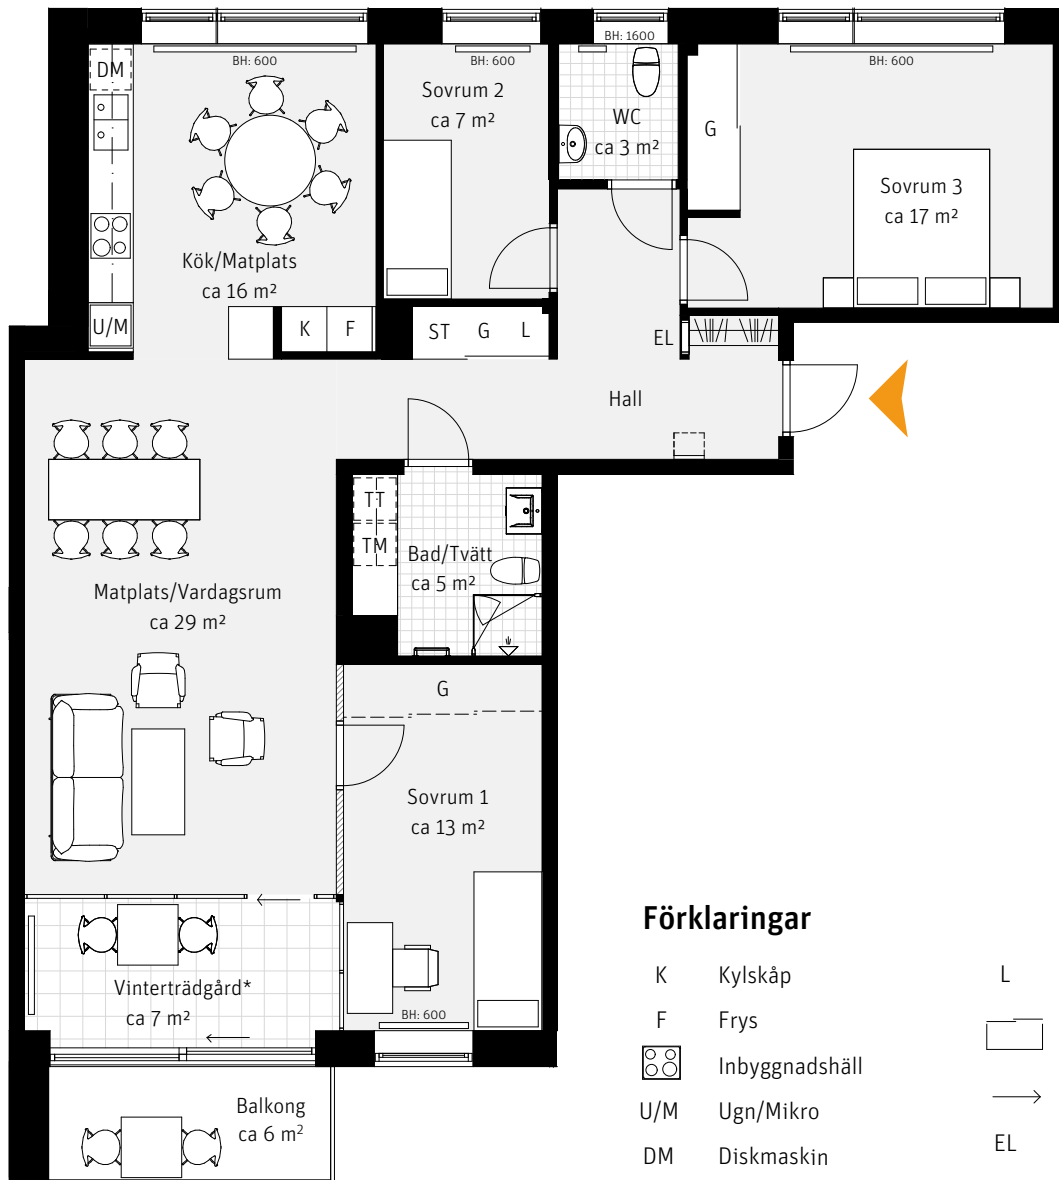 BH: 600
BH: 600
BH: 1600
BH: 600
DM
Sovrum 2
ca 7 m²
WC
ca 3 m²
G
Sovrum 3
ca 17 m²
Kök/Matplats
ca 16 m²
U/M
K
F
ST
G
L
EL
Hall
TT
TM
Bad/Tvätt
ca 5 m²
Matplats/Vardagsrum
ca 29 m²
G
Sovrum 1
ca 13 m²
Vinterträdgård*
ca 7 m²
BH: 600
Balkong
ca 6 m²
Förklaringar
K Kylskåp
F Frys
Inbyggnadshäll
U/M Ugn/Mikro
DM Diskmaskin
L
EL